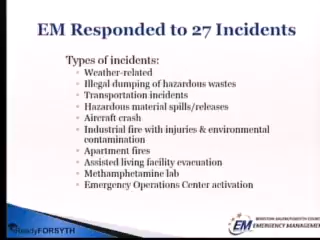 EM Responded to 27 Incidents
Types of incidents:
Weather-related
Illegal dumping of hazardous wastes
Transportation incidents
Hazardous material spills/releases
Aircraft crash
Industrial fire with injuries & environmental
contamination
Apartment fires
Assisted living facility evacuation
Methamphetamine lab
Emergency Operations Center activation
ReadyFORSYTH
WINSTON-SALEM/FORSYTH COUNTY
EM EMERGENCY MANAGEMENT